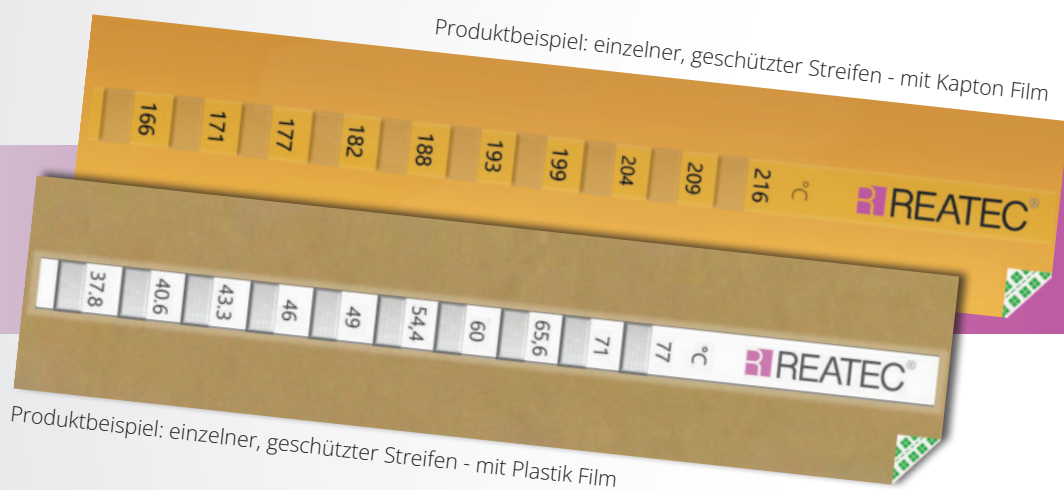 Produktbeispiel: einzelner, geschützter Streifen - mit Kapton Film
166 171 177 182 188 193 199 204 209 216 °C REATEC®
37,8 40.6 43,3 46 49 54,4 60 65,6 71 77 °C REATEC®
Produktbeispiel: einzelner, geschützter Streifen - mit Plastik Film